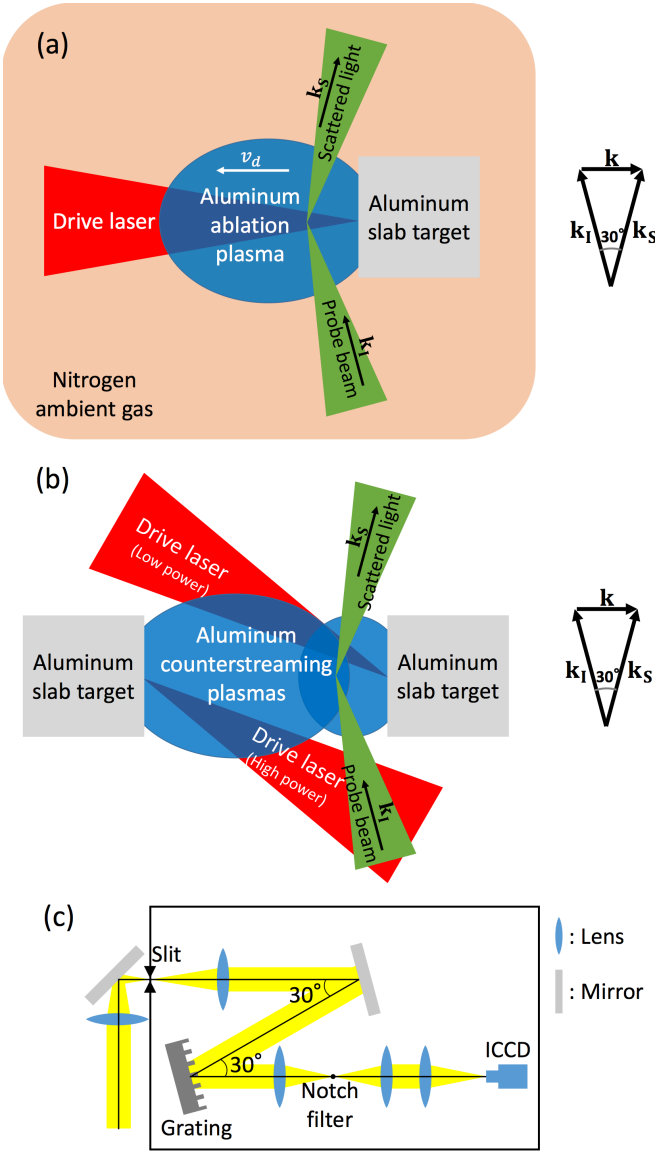 (a)
k_S
Scattered light
v_d
Drive laser
Aluminum
ablation
plasma
Aluminum
slab target
Probe beam
k_I
Nitrogen
ambient gas
k
k_I
30°
k_S
(b)
Drive laser
(Low power)
k_S
Scattered light
Aluminum
slab target
Aluminum
counterstreaming
plasmas
Aluminum
slab target
Drive laser
(High power)
Probe beam
k_I
k
k_I
30°
k_S
(c)
Slit
30°
30°
Grating
Notch
filter
ICCD
: Lens
: Mirror